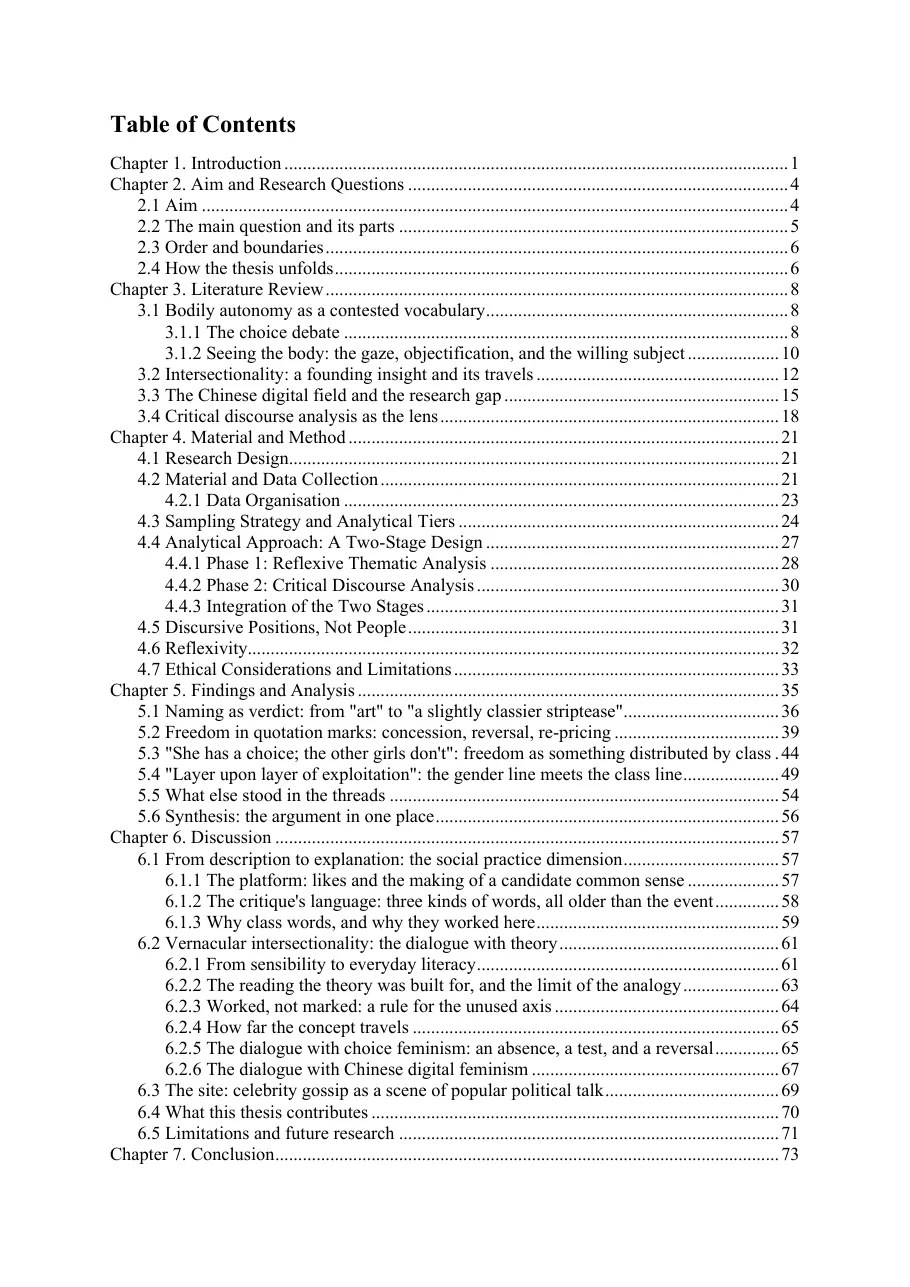 Table of Contents
Chapter 1. Introduction ............................................................................................................. 1
Chapter 2. Aim and Research Questions .................................................................................. 4
2.1 Aim ............................................................................................................................... 4
2.2 The main question and its parts .................................................................................... 5
2.3 Order and boundaries.................................................................................................... 6
2.4 How the thesis unfolds.................................................................................................. 6
Chapter 3. Literature Review .................................................................................................... 8
3.1 Bodily autonomy as a contested vocabulary................................................................. 8
3.1.1 The choice debate ................................................................................................ 8
3.1.2 Seeing the body: the gaze, objectification, and the willing subject .................... 10
3.2 Intersectionality: a founding insight and its travels ..................................................... 12
3.3 The Chinese digital field and the research gap ............................................................ 15
3.4 Critical discourse analysis as the lens .......................................................................... 18
Chapter 4. Material and Method .............................................................................................. 21
4.1 Research Design........................................................................................................... 21
4.2 Material and Data Collection ....................................................................................... 21
4.2.1 Data Organisation ............................................................................................... 23
4.3 Sampling Strategy and Analytical Tiers ...................................................................... 24
4.4 Analytical Approach: A Two-Stage Design ................................................................ 27
4.4.1 Phase 1: Reflexive Thematic Analysis ............................................................... 28
4.4.2 Phase 2: Critical Discourse Analysis .................................................................. 30
4.4.3 Integration of the Two Stages ............................................................................. 31
4.5 Discursive Positions, Not People................................................................................. 31
4.6 Reflexivity.................................................................................................................... 32
4.7 Ethical Considerations and Limitations ....................................................................... 33
Chapter 5. Findings and Analysis ............................................................................................ 35
5.1 Naming as verdict: from "art" to "a slightly classier striptease".................................. 36
5.2 Freedom in quotation marks: concession, reversal, re-pricing .................................... 39
5.3 "She has a choice; the other girls don't": freedom as something distributed by class . 44
5.4 "Layer upon layer of exploitation": the gender line meets the class line..................... 49
5.5 What else stood in the threads ..................................................................................... 54
5.6 Synthesis: the argument in one place........................................................................... 56
Chapter 6. Discussion .............................................................................................................. 57
6.1 From description to explanation: the social practice dimension.................................. 57
6.1.1 The platform: likes and the making of a candidate common sense .................... 57
6.1.2 The critique's language: three kinds of words, all older than the event.............. 58
6.1.3 Why class words, and why they worked here..................................................... 59
6.2 Vernacular intersectionality: the dialogue with theory................................................ 61
6.2.1 From sensibility to everyday literacy.................................................................. 61
6.2.2 The reading the theory was built for, and the limit of the analogy ..................... 63
6.2.3 Worked, not marked: a rule for the unused axis ................................................. 64
6.2.4 How far the concept travels ................................................................................ 65
6.2.5 The dialogue with choice feminism: an absence, a test, and a reversal.............. 65
6.2.6 The dialogue with Chinese digital feminism ...................................................... 67
6.3 The site: celebrity gossip as a scene of popular political talk...................................... 69
6.4 What this thesis contributes ......................................................................................... 70
6.5 Limitations and future research ................................................................................... 71
Chapter 7. Conclusion.............................................................................................................. 73